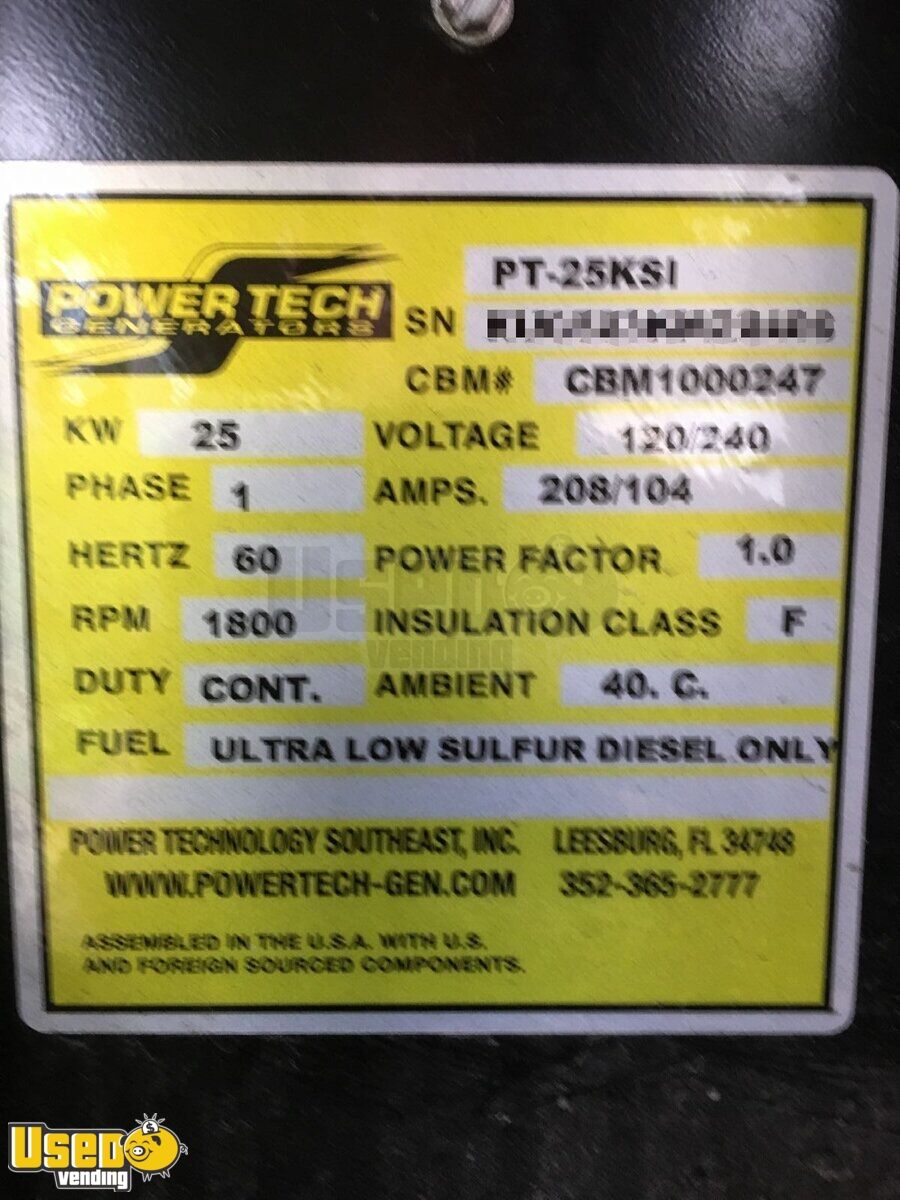 PT-25KSI
POWER TECH
GENERATORS
SN
CBM# CBM1000247
KW 25 VOLTAGE 120/240
PHASE 1 AMPS. 208/104
HERTZ 60 POWER FACTOR 1.0
RPM 1800 INSULATION CLASS F
DUTY CONT. AMBIENT 40. C.
FUEL ULTRA LOW SULFUR DIESEL ONLY
POWER TECHNOLOGY SOUTHEAST, INC. LEESBURG, FL 34748
WWW.POWERTECH-GEN.COM 352-365-2777
ASSEMBLED IN THE U.S.A. WITH U.S.
AND FOREIGN SOURCED COMPONENTS.
USED
vending
USED
vending